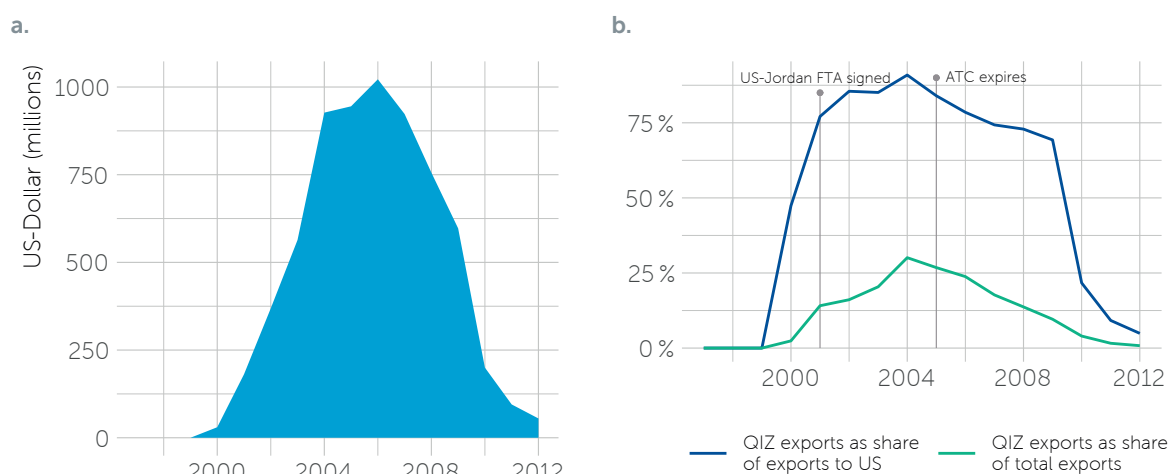 a.
US-Dollar (millions)
1000
750
500
250
0
2000 2004 2008 2012
b.
US-Jordan FTA signed
ATC expires
75 %
50 %
25 %
0 %
2000 2004 2008 2012
QIZ exports as share
of exports to US
QIZ exports as share
of total exports